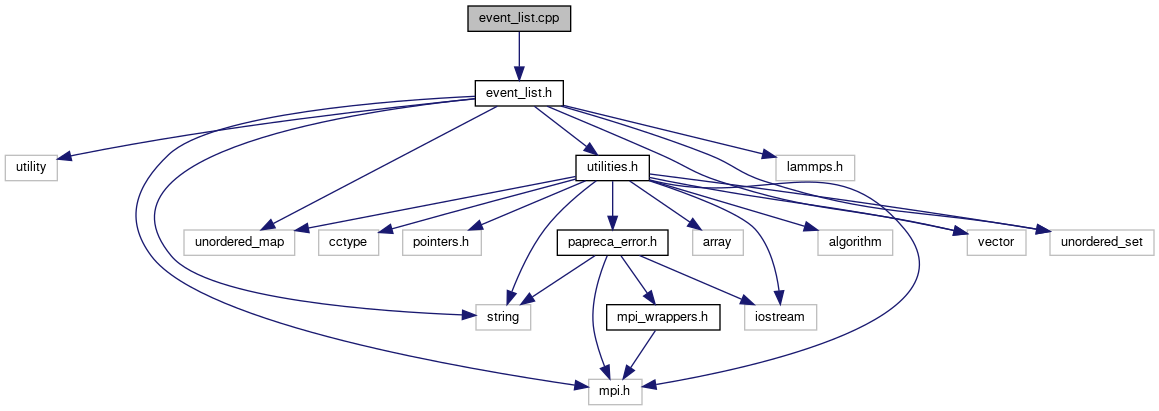 event_list.cpp
event_list.h
utility
utilities.h
lammps.h
unordered_map
cctype
pointers.h
papreca_error.h
array
algorithm
vector
unordered_set
string
mpi_wrappers.h
iostream
mpi.h